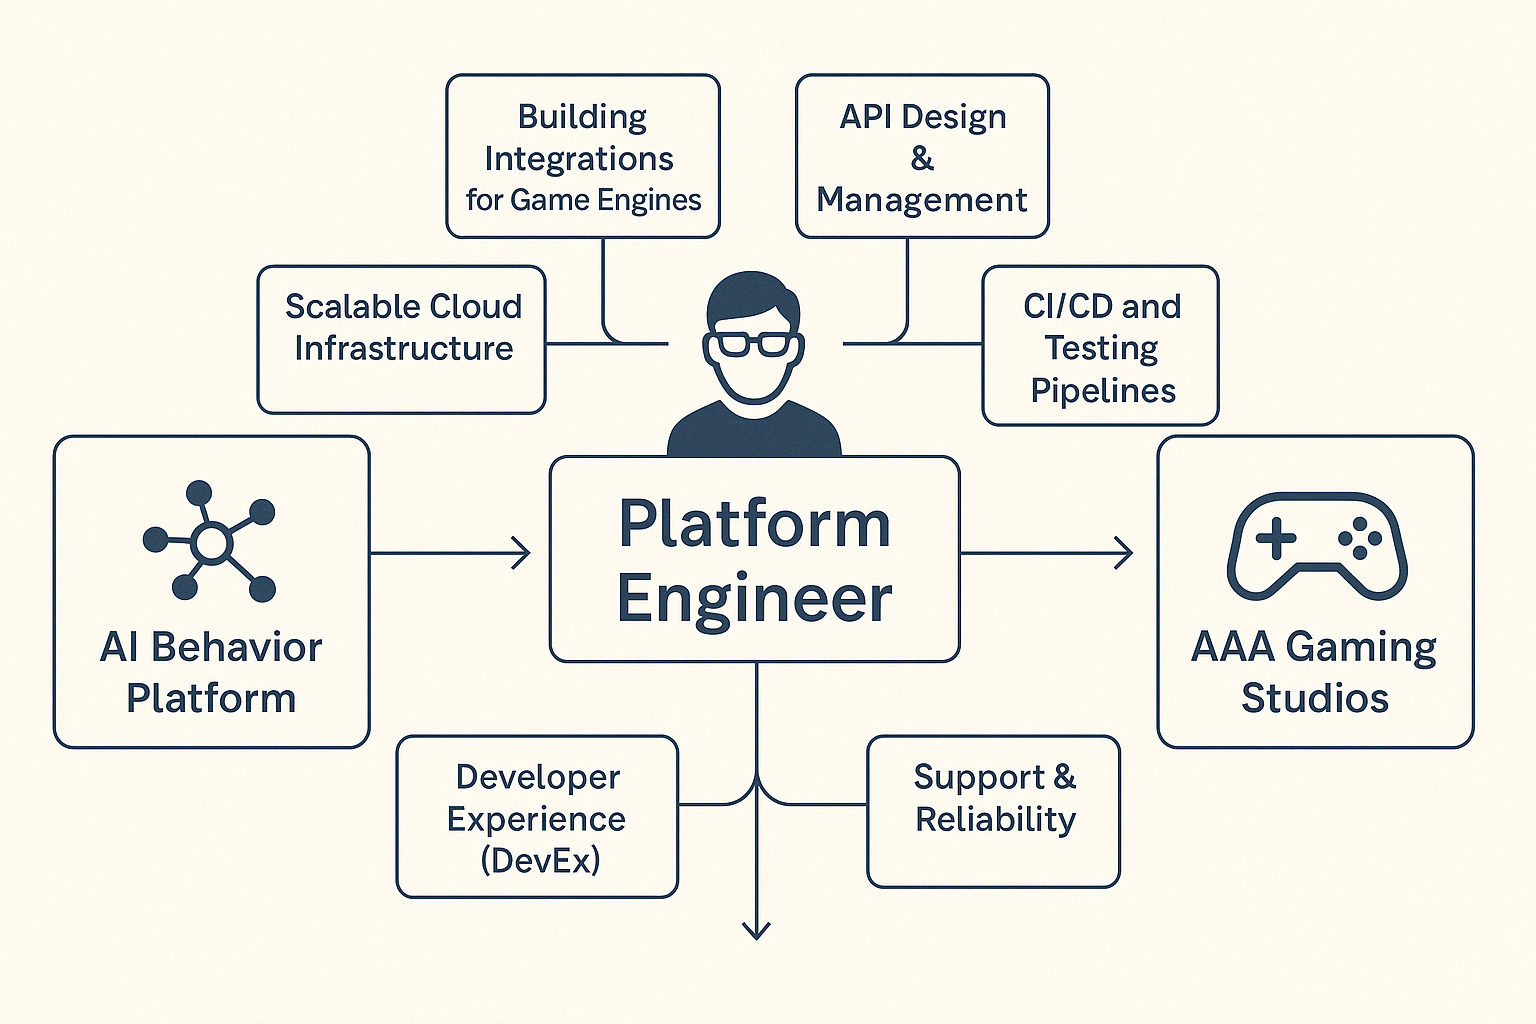 Building
Integrations
for Game Engines
API Design
&
Management
Scalable Cloud
Infrastructure
CI/CD and
Testing
Pipelines
AI Behavior
Platform
Platform
Engineer
AAA Gaming
Studios
Developer
Experience
(DevEx)
Support &
Reliability